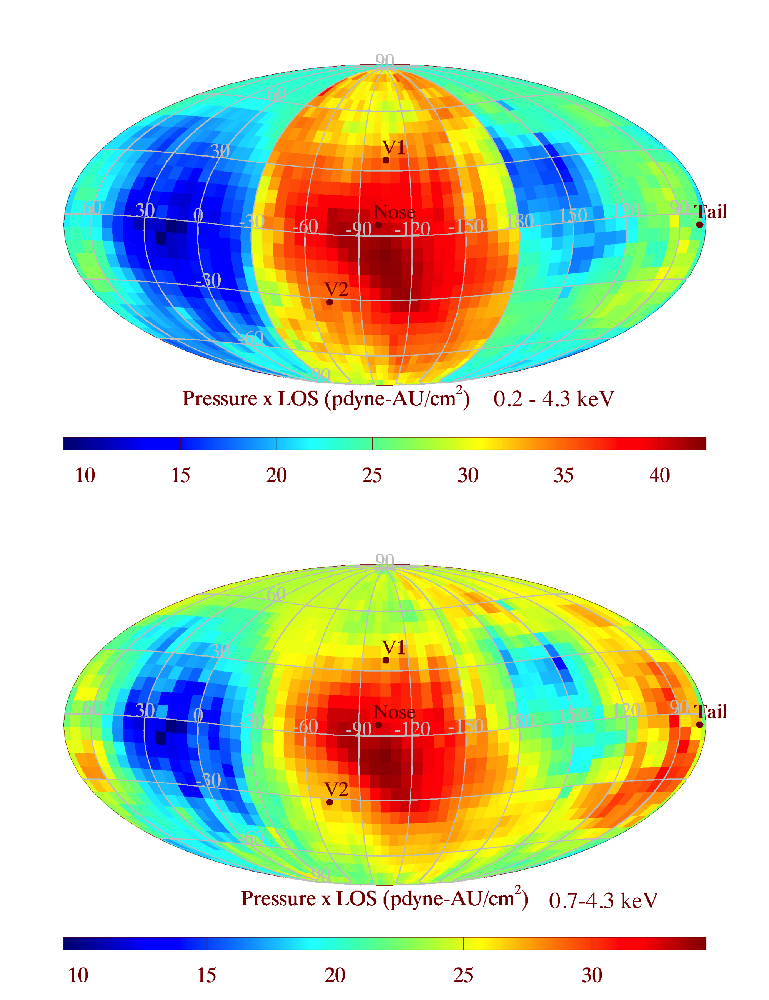 90
60
V1
30
60 30 0 -30 -60 -90 Nose -120 -150 180 150 120 90 Tail
-30
V2
-60
-90
Pressure x LOS (pdyne-AU/cm²) 0.2 - 4.3 keV
10 15 20 25 30 35 40
90
60
V1
30
60 30 0 -30 -60 -90 Nose -120 -150 180 150 120 90 Tail
-30
V2
-60
-90
Pressure x LOS (pdyne-AU/cm²) 0.7-4.3 keV
10 15 20 25 30